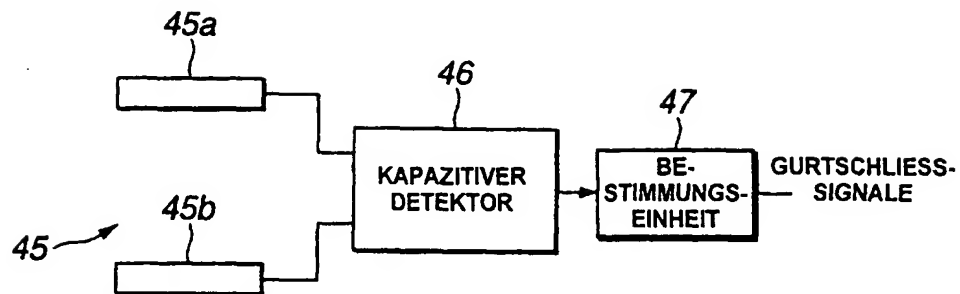 45a
46
47
KAPAZITIVER
DETEKTOR
BE-
STIMMUNGS-
EINHEIT
GURTSCHLIESS-
SIGNALE
45b
45